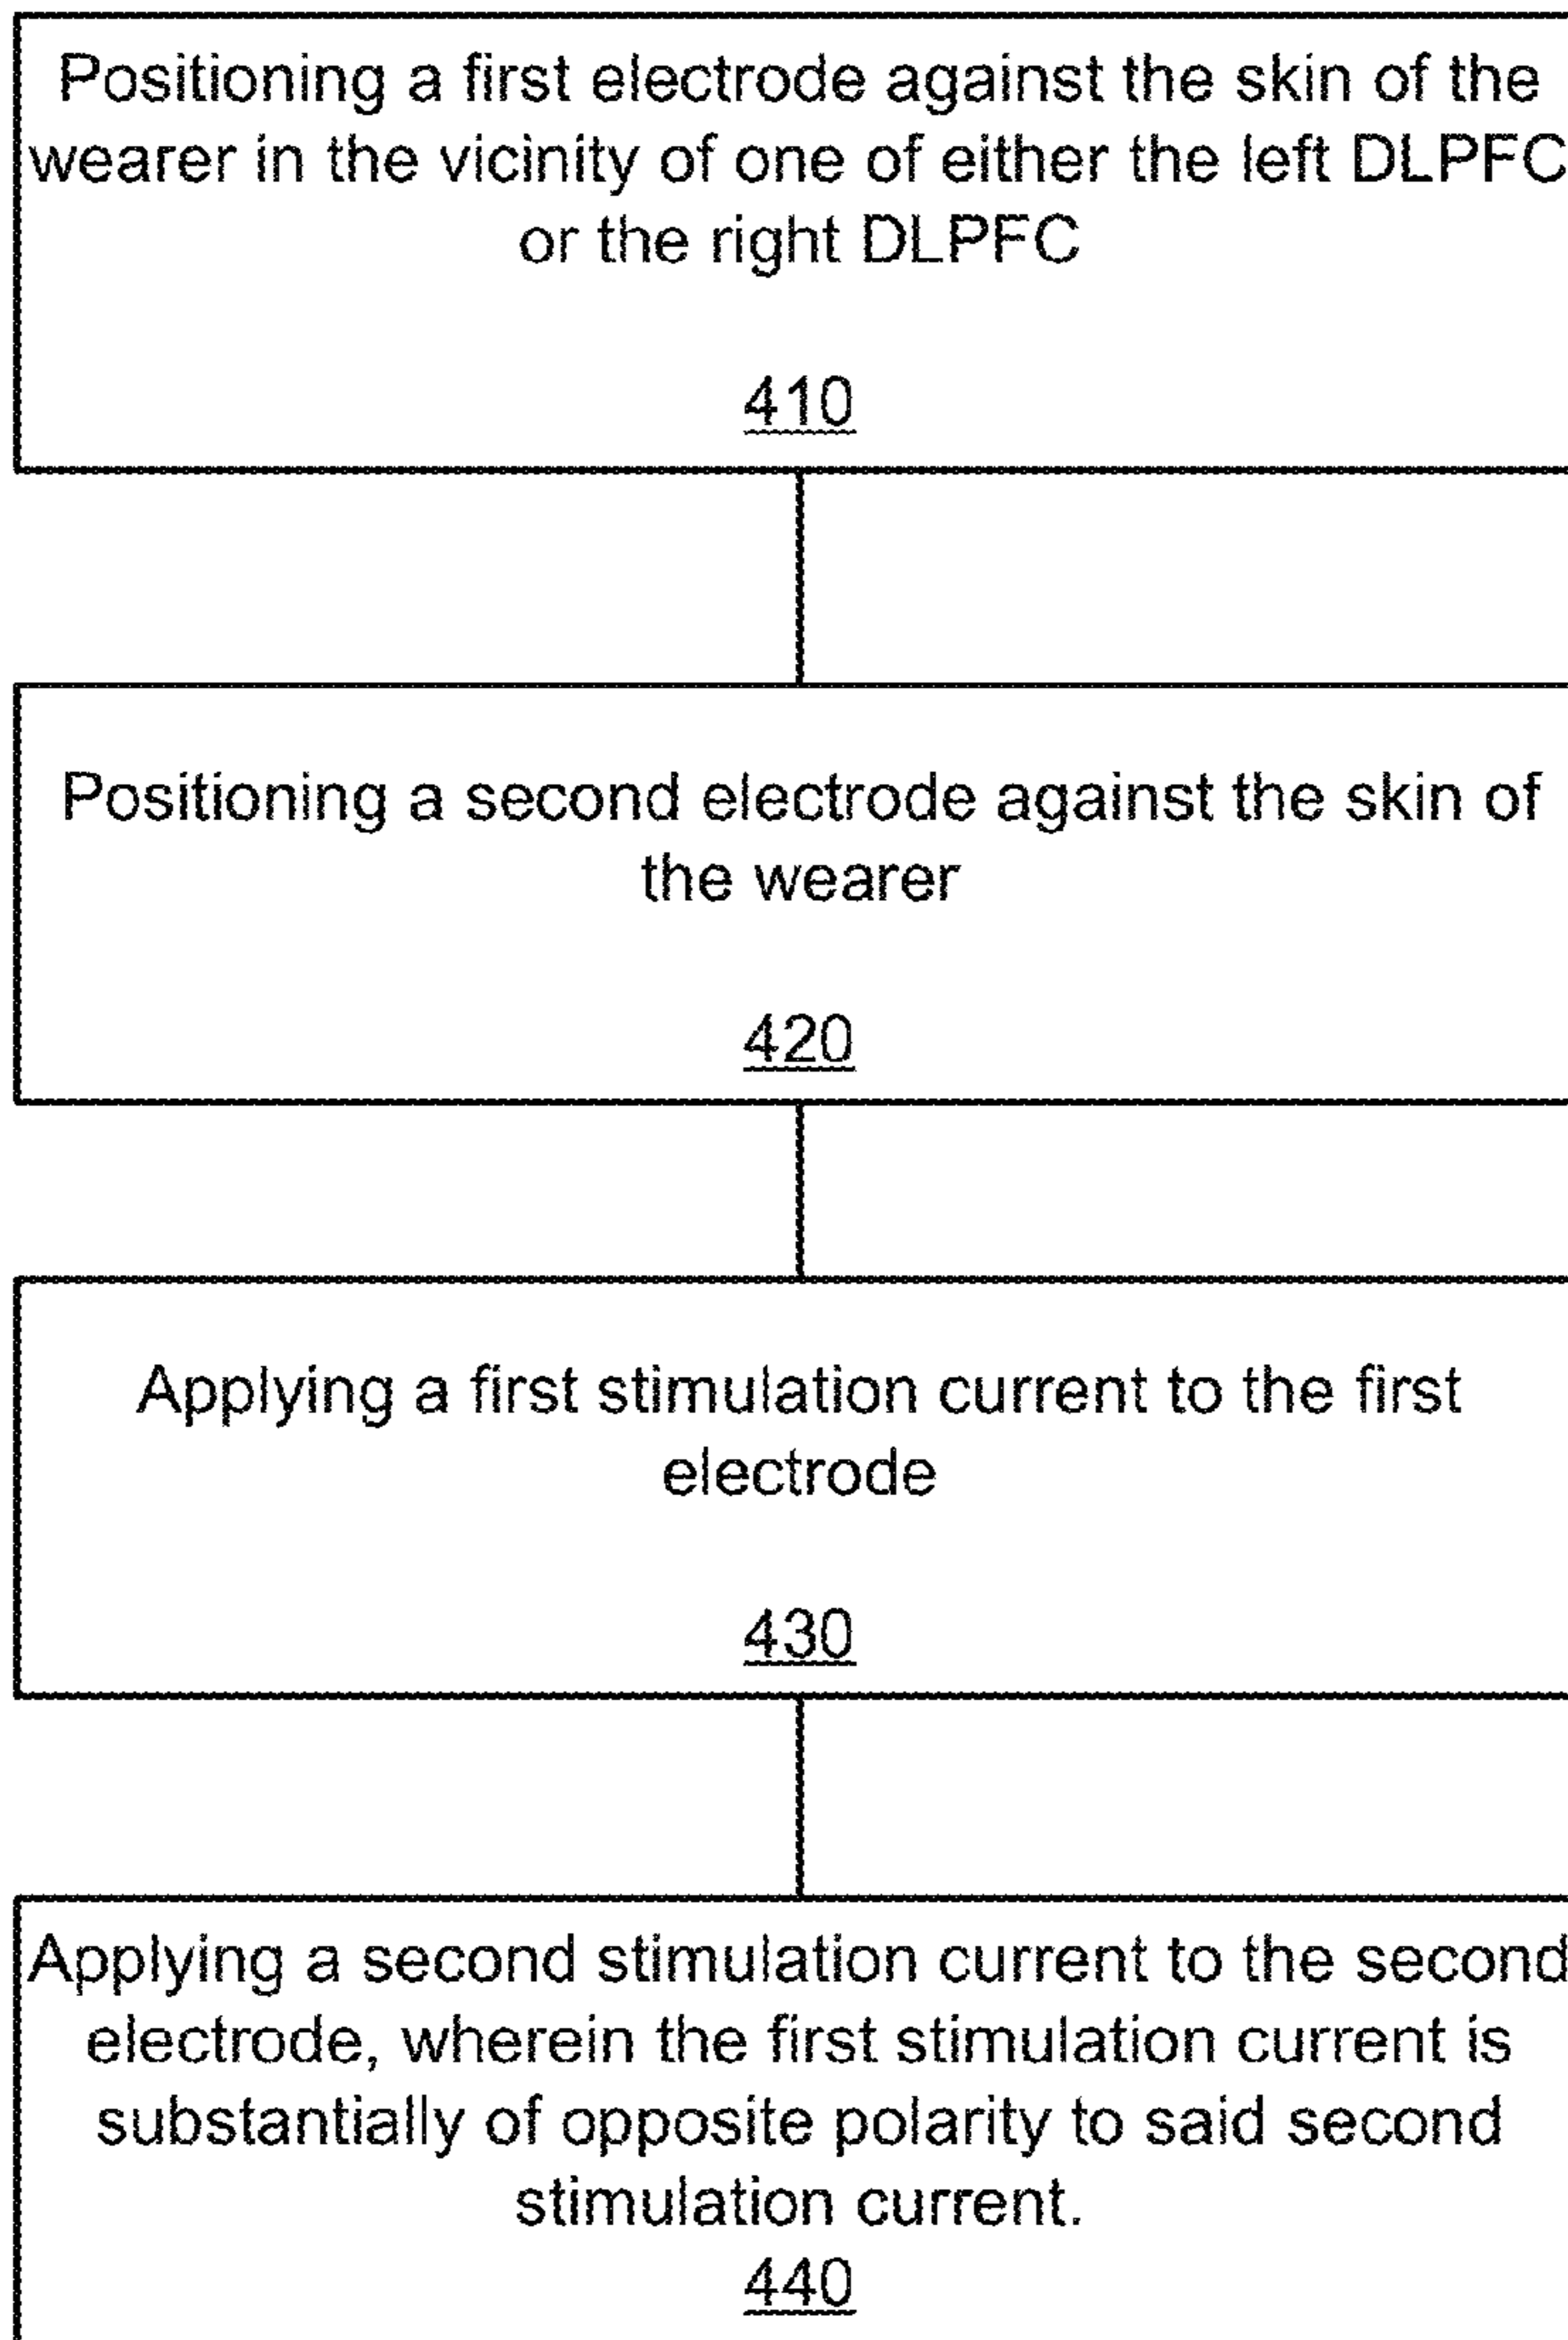 Positioning a first electrode against the skin of the
wearer in the vicinity of one of either the left DLPFC
or the right DLPFC
410
Positioning a second electrode against the skin of
the wearer
420
Applying a first stimulation current to the first
electrode
430
Applying a second stimulation current to the second
electrode, wherein the first stimulation current is
substantially of opposite polarity to said second
stimulation current.
440